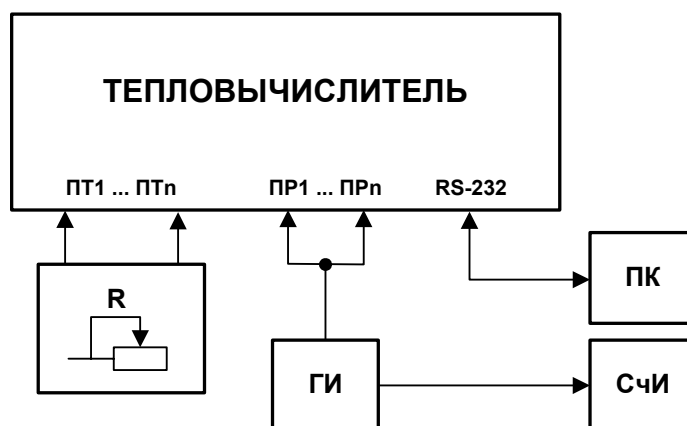 ТЕПЛОВЫЧИСЛИТЕЛЬ
ПТ1 ... ПТn ПР1 ... ПРn RS-232
R
ПК
ГИ
СчИ